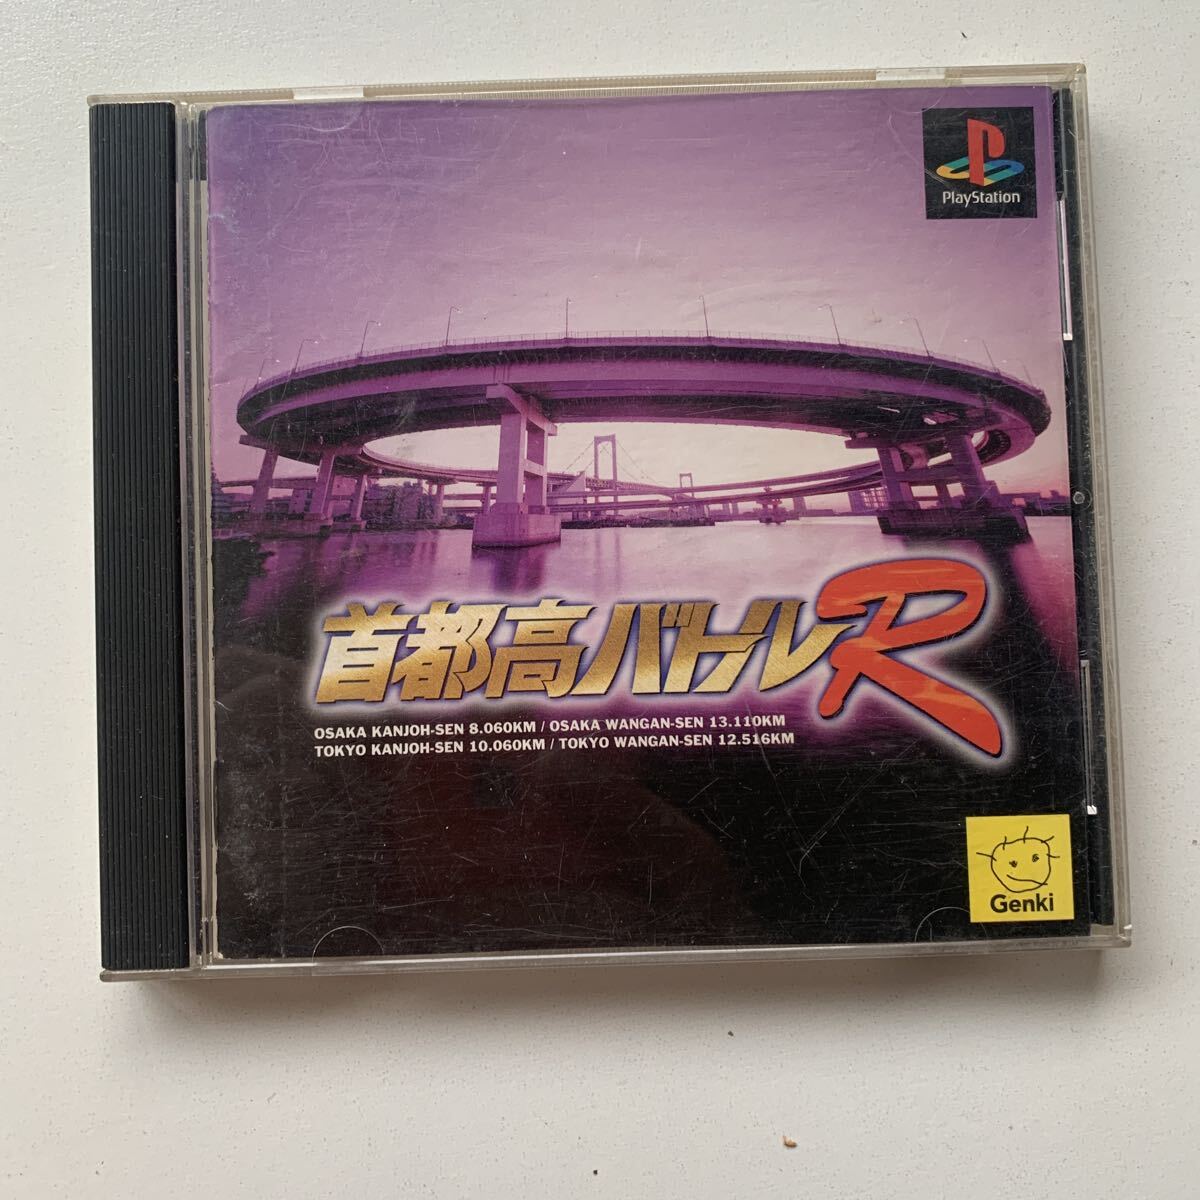 PlayStation
首都高バトルR
OSAKA KANJOH-SEN 8.060KM / OSAKA WANGAN-SEN 13.110KM
TOKYO KANJOH-SEN 10.060KM / TOKYO WANGAN-SEN 12.516KM
Genki